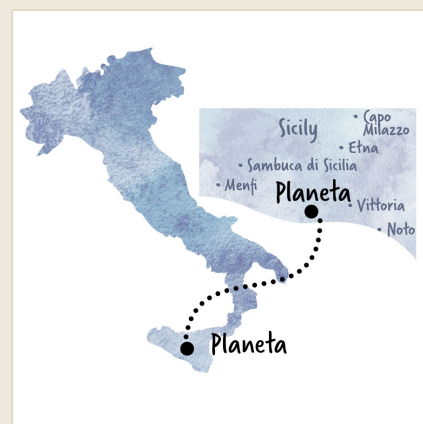 Sicily
Capo
Milazzo
Etna
Sambuca di Sicilia
Menfi
Planeta
Vittoria
Noto
Planeta